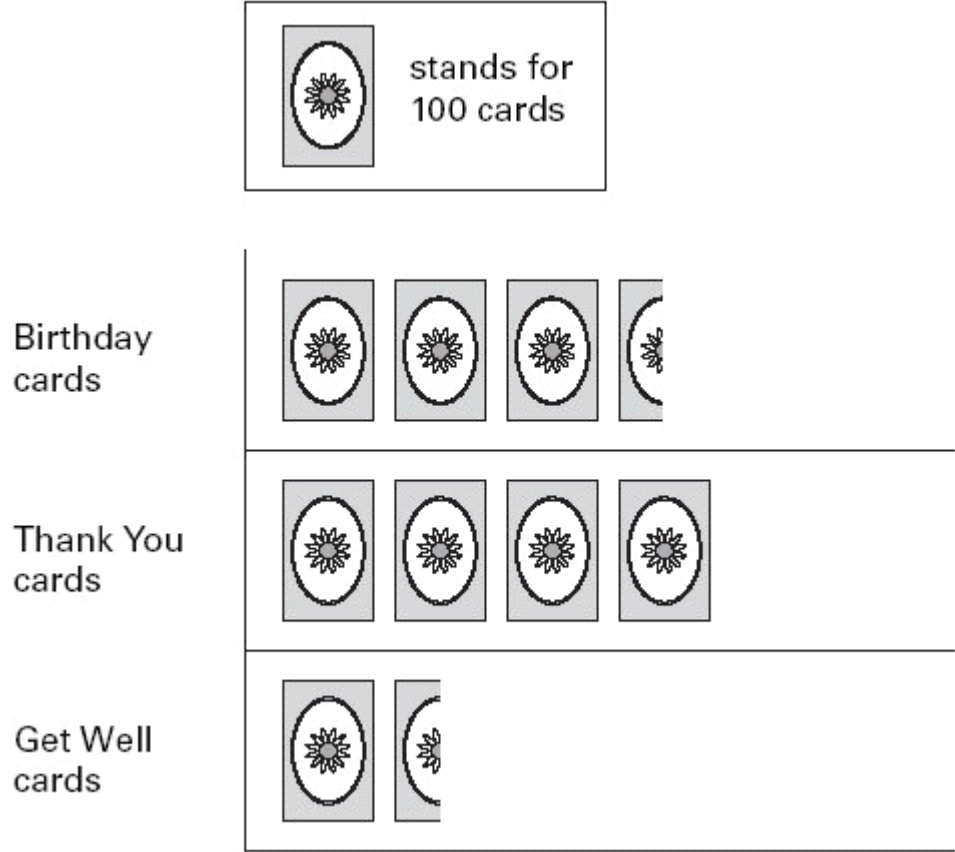 stands for
100 cards
Birthday
cards
Thank You
cards
Get Well
cards